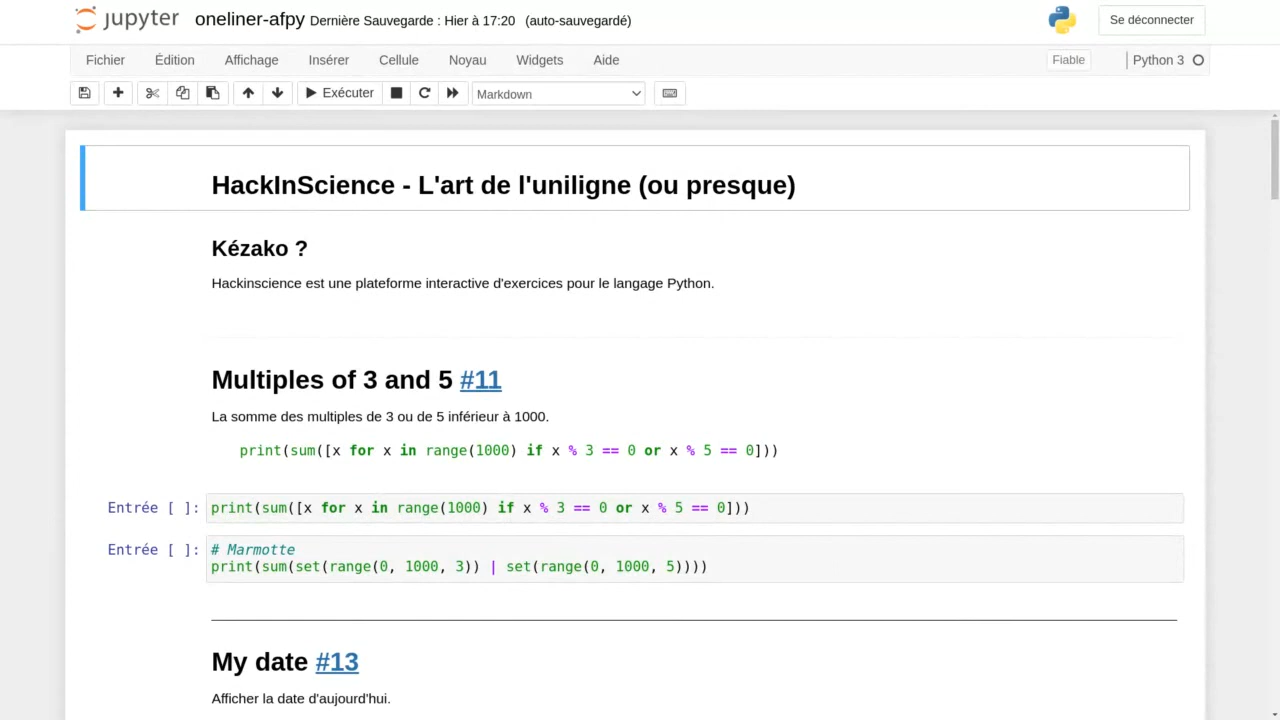 jupyter oneliner-afpy Dernière Sauvegarde : Hier à 17:20 (auto-sauvegardé) Se déconnecter
Fichier Édition Affichage Insérer Cellule Noyau Widgets Aide Fiable Python 3
Exécuter Markdown
HackInScience - L'art de l'uniligne (ou presque)
Kézako ?
Hackinscience est une plateforme interactive d'exercices pour le langage Python.
Multiples of 3 and 5 #11
La somme des multiples de 3 ou de 5 inférieur à 1000.
print(sum([x for x in range(1000) if x % 3 == 0 or x % 5 == 0]))
Entrée [ ]: print(sum([x for x in range(1000) if x % 3 == 0 or x % 5 == 0]))
Entrée [ ]: # Marmotte
print(sum(set(range(0, 1000, 3)) | set(range(0, 1000, 5))))
My date #13
Afficher la date d'aujourd'hui.